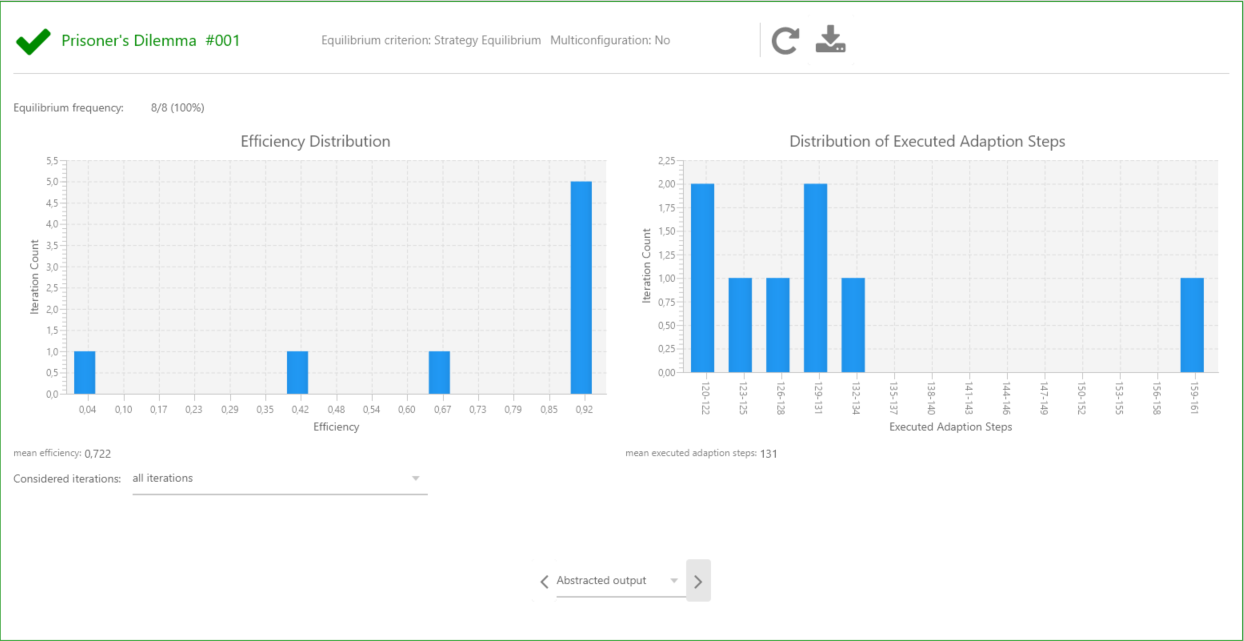 Prisoner's Dilemma #001
Equilibrium criterion: Strategy Equilibrium Multiconfiguration: No
Equilibrium frequency: 8/8 (100%)
Efficiency Distribution
5,5
5,0
4,5
4,0
3,5
3,0
2,5
2,0
1,5
1,0
0,5
0,0
Iteration Count
0,04 0,10 0,17 0,23 0,29 0,35 0,42 0,48 0,54 0,60 0,67 0,73 0,79 0,85 0,92
Efficiency
mean efficiency: 0,722
Considered iterations: all iterations
Distribution of Executed Adaption Steps
2,25
2,00
1,75
1,50
1,25
1,00
0,75
0,50
0,25
0,00
Iteration Count
120-122 123-125 126-128 129-131 132-134 135-137 138-140 141-143 144-146 147-149 150-152 153-155 156-158 159-161
Executed Adaption Steps
mean executed adaption steps: 131
Abstracted output